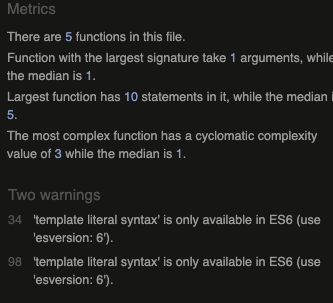 Metrics
There are 5 functions in this file.
Function with the largest signature take 1 arguments, while
the median is 1.
Largest function has 10 statements in it, while the median
5.
The most complex function has a cyclomatic complexity
value of 3 while the median is 1.
Two warnings
34 'template literal syntax' is only available in ES6 (use
'esversion: 6').
98 'template literal syntax' is only available in ES6 (use
'esversion: 6').